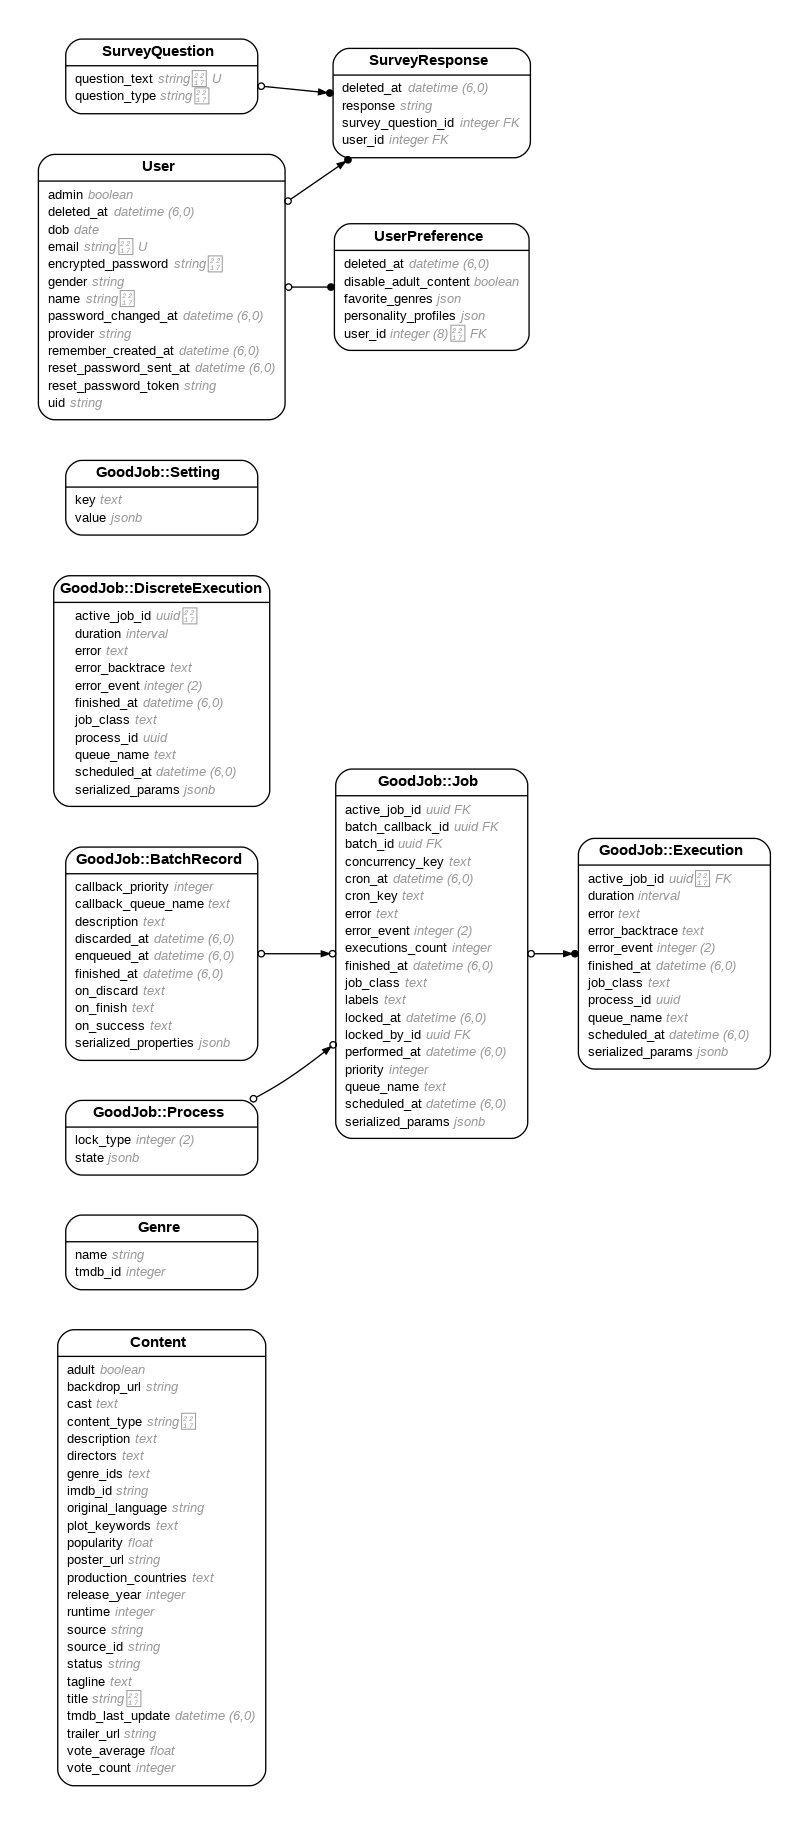 SurveyQuestion
question_text string∗ U
question_type string∗
SurveyResponse
deleted_at datetime (6,0)
response string
survey_question_id integer FK
user_id integer FK
User
admin boolean
deleted_at datetime (6,0)
dob date
email string∗ U
encrypted_password string∗
gender string
name string∗
password_changed_at datetime (6,0)
provider string
remember_created_at datetime (6,0)
reset_password_sent_at datetime (6,0)
reset_password_token string
uid string
UserPreference
deleted_at datetime (6,0)
disable_adult_content boolean
favorite_genres json
personality_profiles json
user_id integer (8)∗ FK
GoodJob::Setting
key text
value jsonb
GoodJob::DiscreteExecution
active_job_id uuid∗
duration interval
error text
error_backtrace text
error_event integer (2)
finished_at datetime (6,0)
job_class text
process_id uuid
queue_name text
scheduled_at datetime (6,0)
serialized_params jsonb
GoodJob::BatchRecord
callback_priority integer
callback_queue_name text
description text
discarded_at datetime (6,0)
enqueued_at datetime (6,0)
finished_at datetime (6,0)
on_discard text
on_finish text
on_success text
serialized_properties jsonb
GoodJob::Job
active_job_id uuid FK
batch_callback_id uuid FK
batch_id uuid FK
concurrency_key text
cron_at datetime (6,0)
cron_key text
error text
error_event integer (2)
executions_count integer
finished_at datetime (6,0)
job_class text
labels text
locked_at datetime (6,0)
locked_by_id uuid FK
performed_at datetime (6,0)
priority integer
queue_name text
scheduled_at datetime (6,0)
serialized_params jsonb
GoodJob::Execution
active_job_id uuid∗ FK
duration interval
error text
error_backtrace text
error_event integer (2)
finished_at datetime (6,0)
job_class text
process_id uuid
queue_name text
scheduled_at datetime (6,0)
serialized_params jsonb
GoodJob::Process
lock_type integer (2)
state jsonb
Genre
name string
tmdb_id integer
Content
adult boolean
backdrop_url string
cast text
content_type string∗
description text
directors text
genre_ids text
imdb_id string
original_language string
plot_keywords text
popularity float
poster_url string
production_countries text
release_year integer
runtime integer
source string
source_id string
status string
tagline text
title string∗
tmdb_last_update datetime (6,0)
trailer_url string
vote_average float
vote_count integer